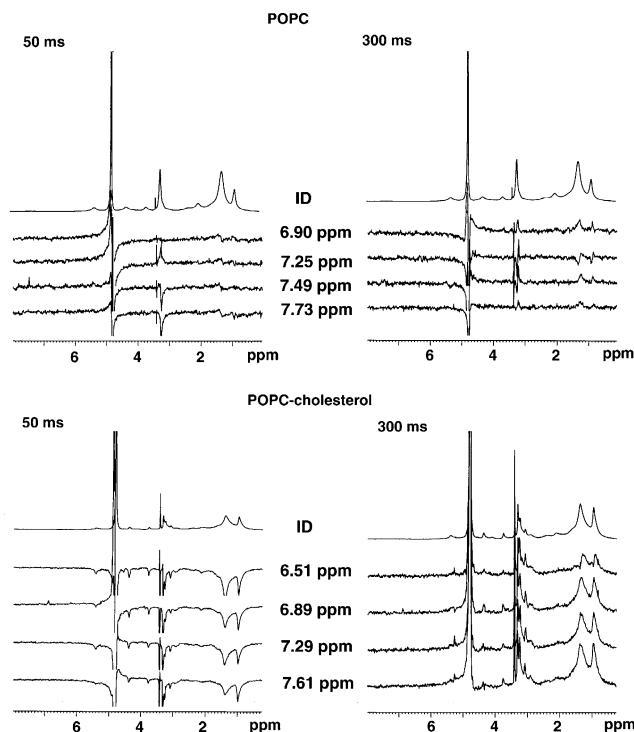 POPC
50 ms
300 ms
ID
6.90 ppm
7.25 ppm
7.49 ppm
7.73 ppm
6 4 2 ppm
6 4 2 ppm
POPC-cholesterol
50 ms
300 ms
ID
6.51 ppm
6.89 ppm
7.29 ppm
7.61 ppm
6 4 2 ppm
6 4 2 ppm